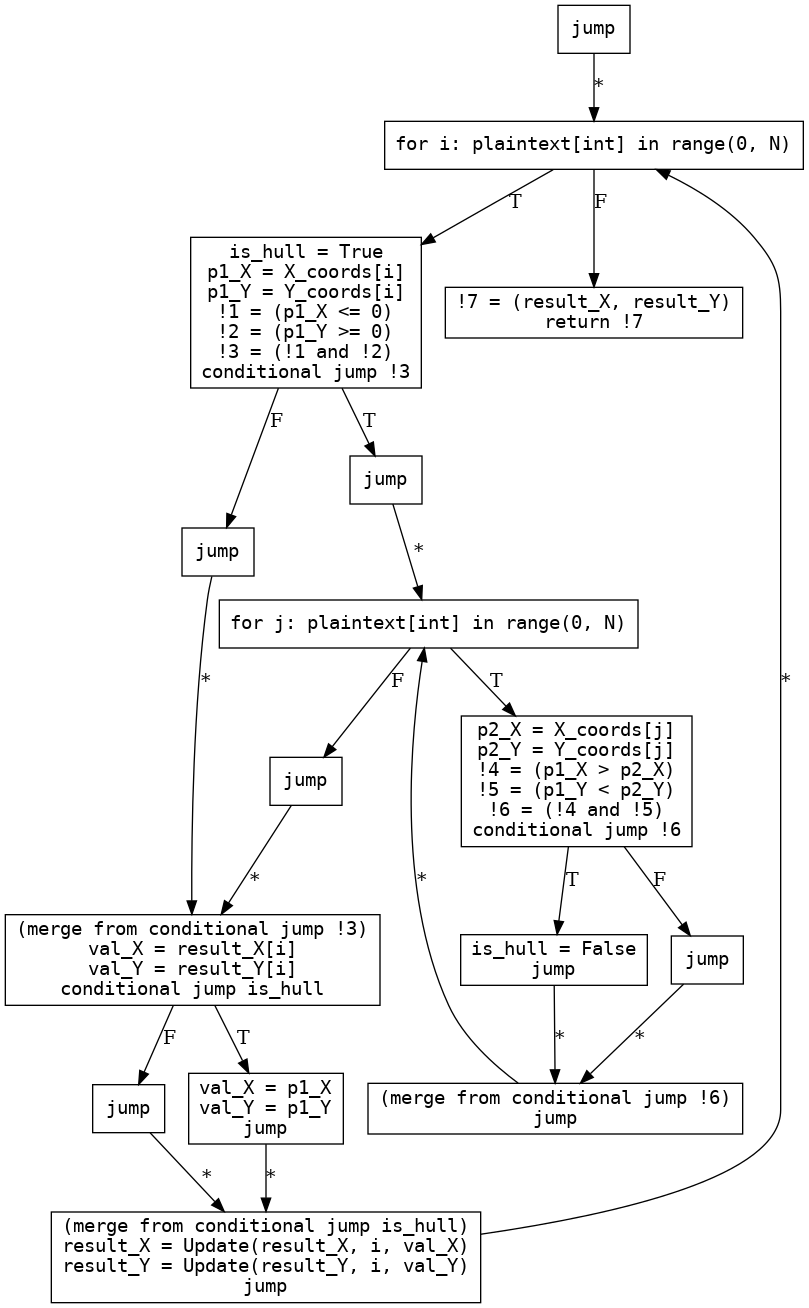 jump
*
for i: plaintext[int] in range(0, N)
T
F
is_hull = True
p1_X = X_coords[i]
p1_Y = Y_coords[i]
!1 = (p1_X <= 0)
!2 = (p1_Y >= 0)
!3 = (!1 and !2)
conditional jump !3
!7 = (result_X, result_Y)
return !7
F
T
jump
jump
*
for j: plaintext[int] in range(0, N)
*
F
T
*
p2_X = X_coords[j]
p2_Y = Y_coords[j]
!4 = (p1_X > p2_X)
!5 = (p1_Y < p2_Y)
!6 = (!4 and !5)
conditional jump !6
jump
*
*
T
F
(merge from conditional jump !3)
val_X = result_X[i]
val_Y = result_Y[i]
conditional jump is_hull
is_hull = False
jump
jump
F
T
*
*
jump
val_X = p1_X
val_Y = p1_Y
jump
(merge from conditional jump !6)
jump
*
*
(merge from conditional jump is_hull)
result_X = Update(result_X, i, val_X)
result_Y = Update(result_Y, i, val_Y)
jump